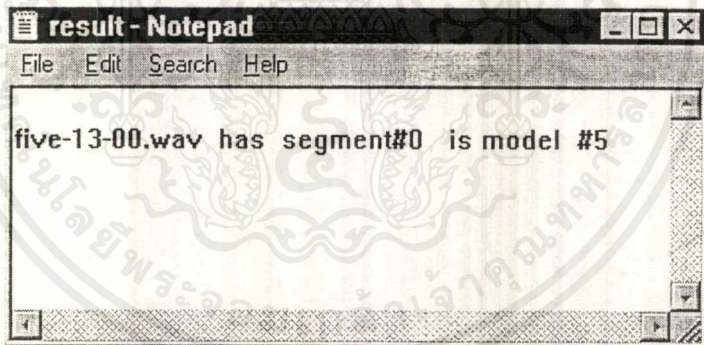 result - Notepad
File Edit Search Help
five-13-00.wav has segment#0 is model #5